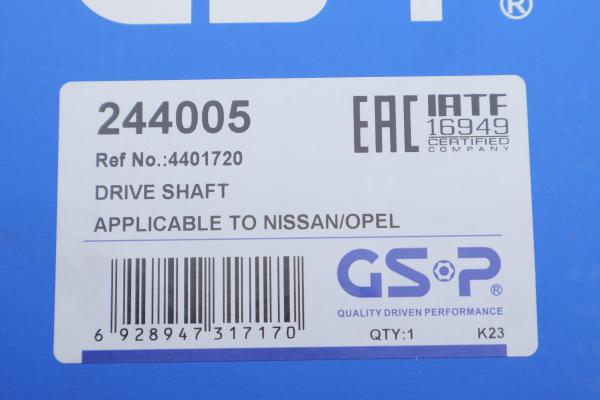 GSP®
244005
EAC
IATF
16949
CERTIFIED
COMPANY
Ref No.:4401720
DRIVE SHAFT
APPLICABLE TO NISSAN/OPEL
GSP®
QUALITY DRIVEN PERFORMANCE
6 928947 317170
QTY:1 K23